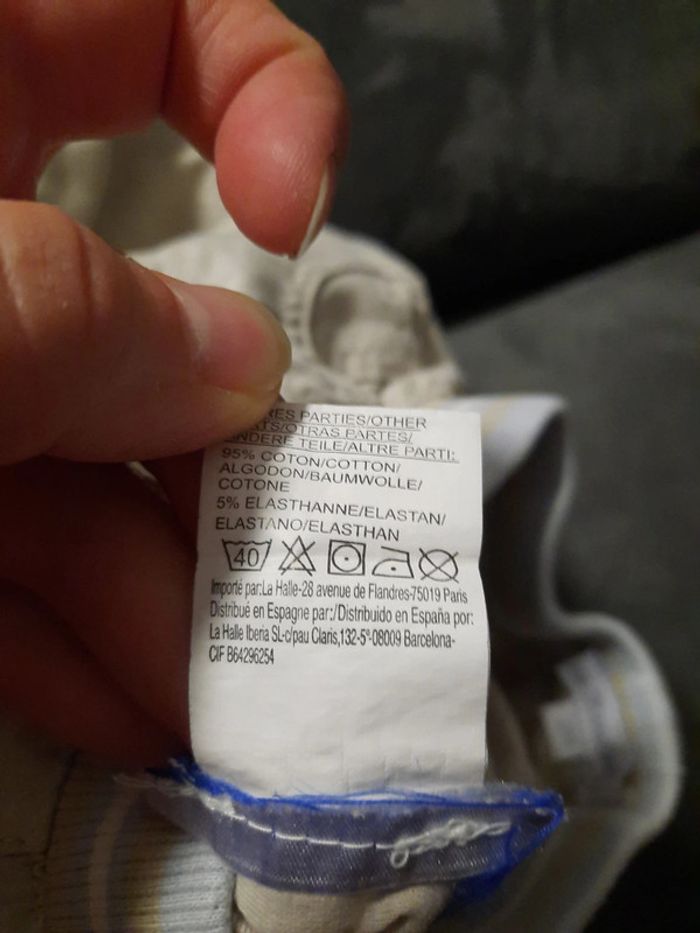 PARTIES/OTHER
OTRAS PARTES/
ANDERE TEILE/ALTRE PARTI:
95% COTON/COTTON/
ALGODON/BAUMWOLLE/
COTONE
5% ELASTHANNE/ELASTAN/
ELASTANO/ELASTHAN
40
Importé par:La Halle-28 avenue de Flandres-75019 Paris
Distribué en Espagne par:/Distribuido en España por:
La Halle Iberia SL-c/pau Claris,132-5º-08009 Barcelona-
CIF B64296254